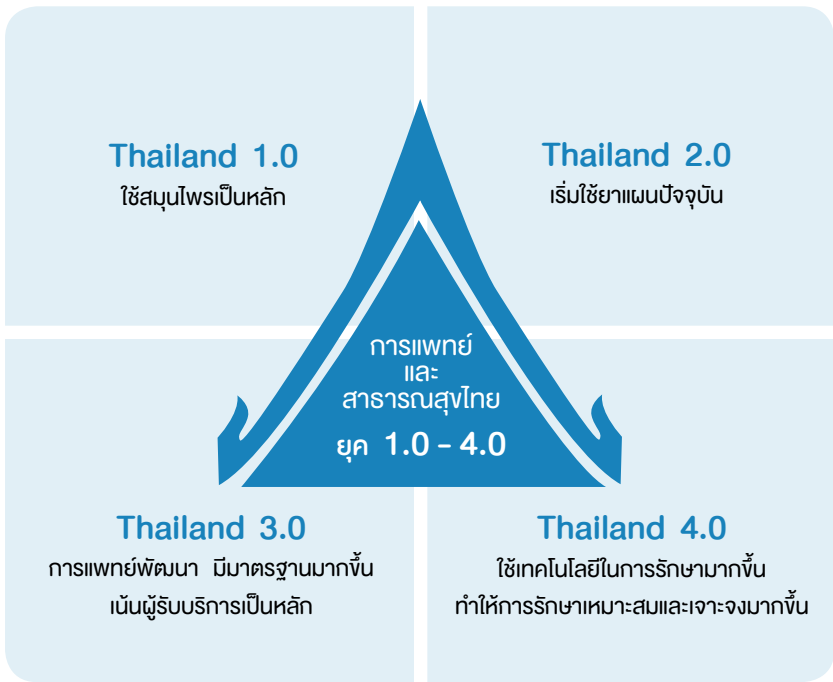 Thailand 1.0
ใช้สมุนไพรเป็นหลัก
Thailand 2.0
เริ่มใช้ยาแผนปัจจุบัน
การแพทย์
และ
สาธารณสุขไทย
ยุค 1.0 - 4.0
Thailand 3.0
การแพทย์พัฒนา มีมาตรฐานมากขึ้น
เน้นผู้รับบริการเป็นหลัก
Thailand 4.0
ใช้เทคโนโลยีในการรักษามากขึ้น
ทำให้การรักษาเหมาะสมและเจาะจงมากขึ้น